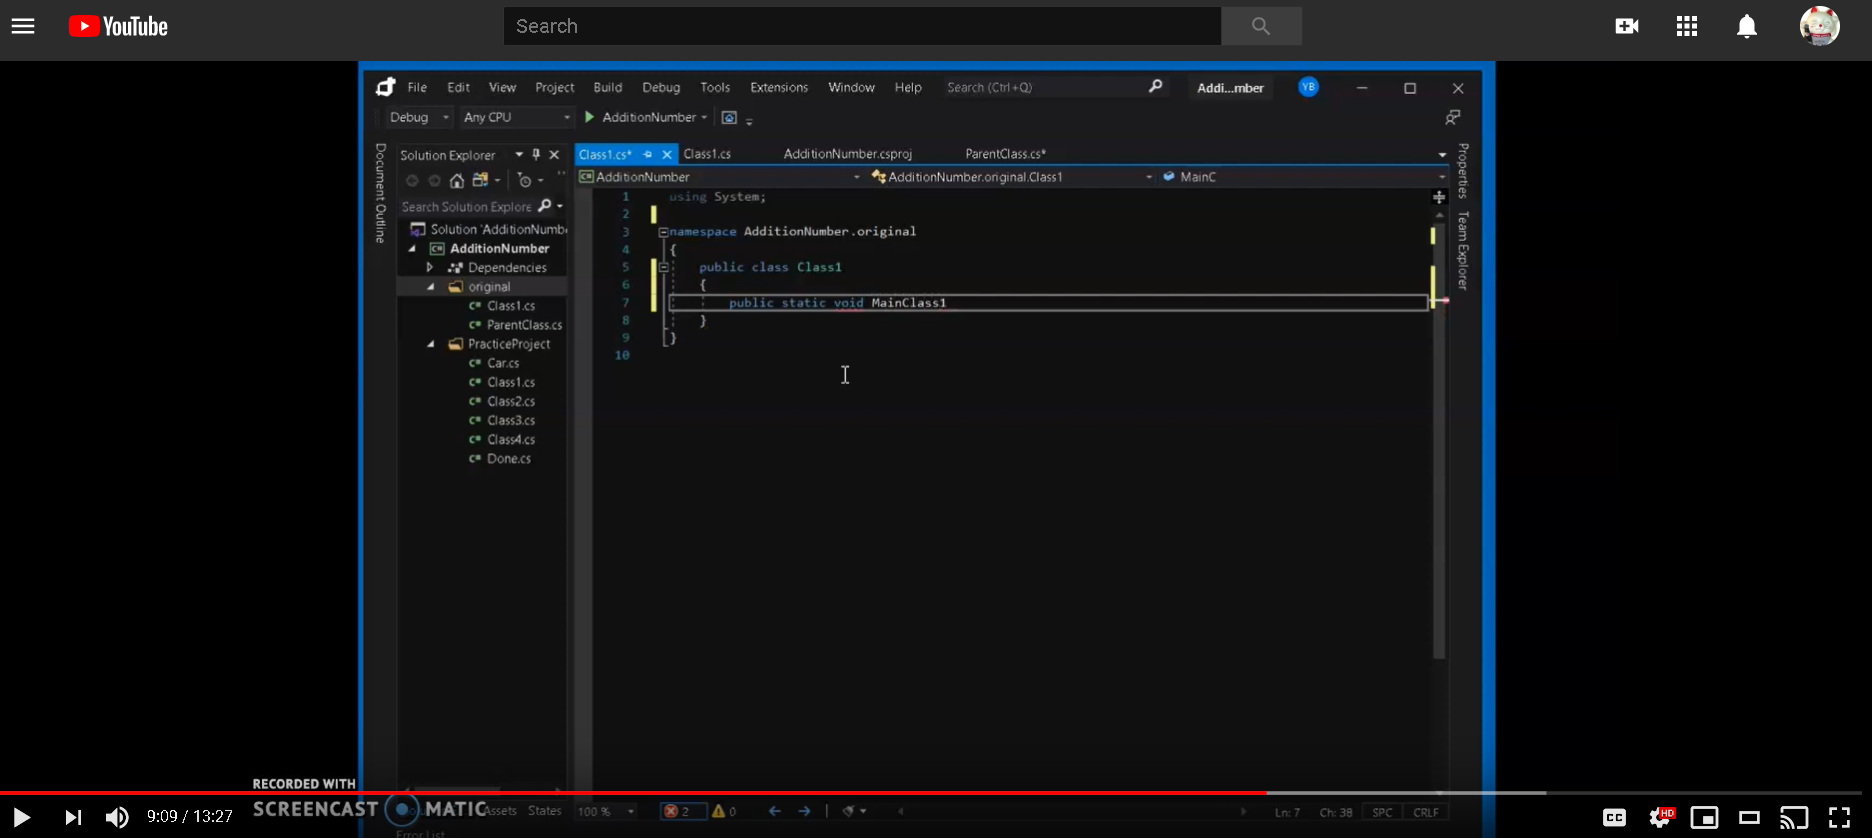 YouTube
Search
File Edit View Project Build Debug Tools Extensions Window Help Search (Ctrl+Q) Addi...mber YB
Debug Any CPU AdditionNumber
Document Outline
Solution Explorer
Search Solution Explore
Solution 'AdditionNumb
AdditionNumber
Dependencies
original
C# Class1.cs
C# ParentClass.cs
PracticeProject
C# Car.cs
C# Class1.cs
C# Class2.cs
C# Class3.cs
C# Class4.cs
C# Done.cs
Class1.cs* Class1.cs AdditionNumber.csproj ParentClass.cs*
C# AdditionNumber AdditionNumber.original.Class1 MainC
1 using System;
2
3 namespace AdditionNumber.original
4 {
5 public class Class1
6 {
7 public static void MainClass1
8 }
9 }
10
Properties
Team Explorer
RECORDED WITH
SCREENCAST MATIC
Assets States
100 % 2 0 Ln: 7 Ch: 38 SPC CRLF
Error List
9:09 / 13:27
CC HD